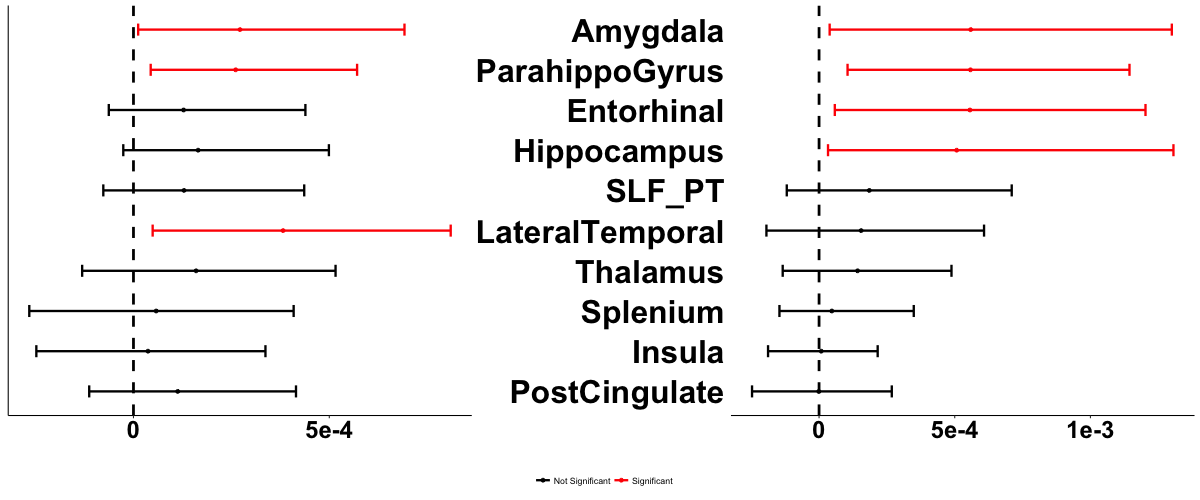 Amygdala
ParahippoGyrus
Entorhinal
Hippocampus
SLF_PT
LateralTemporal
Thalamus
Splenium
Insula
PostCingulate
0 5e-4 0 5e-4 1e-3
Not Significant Significant